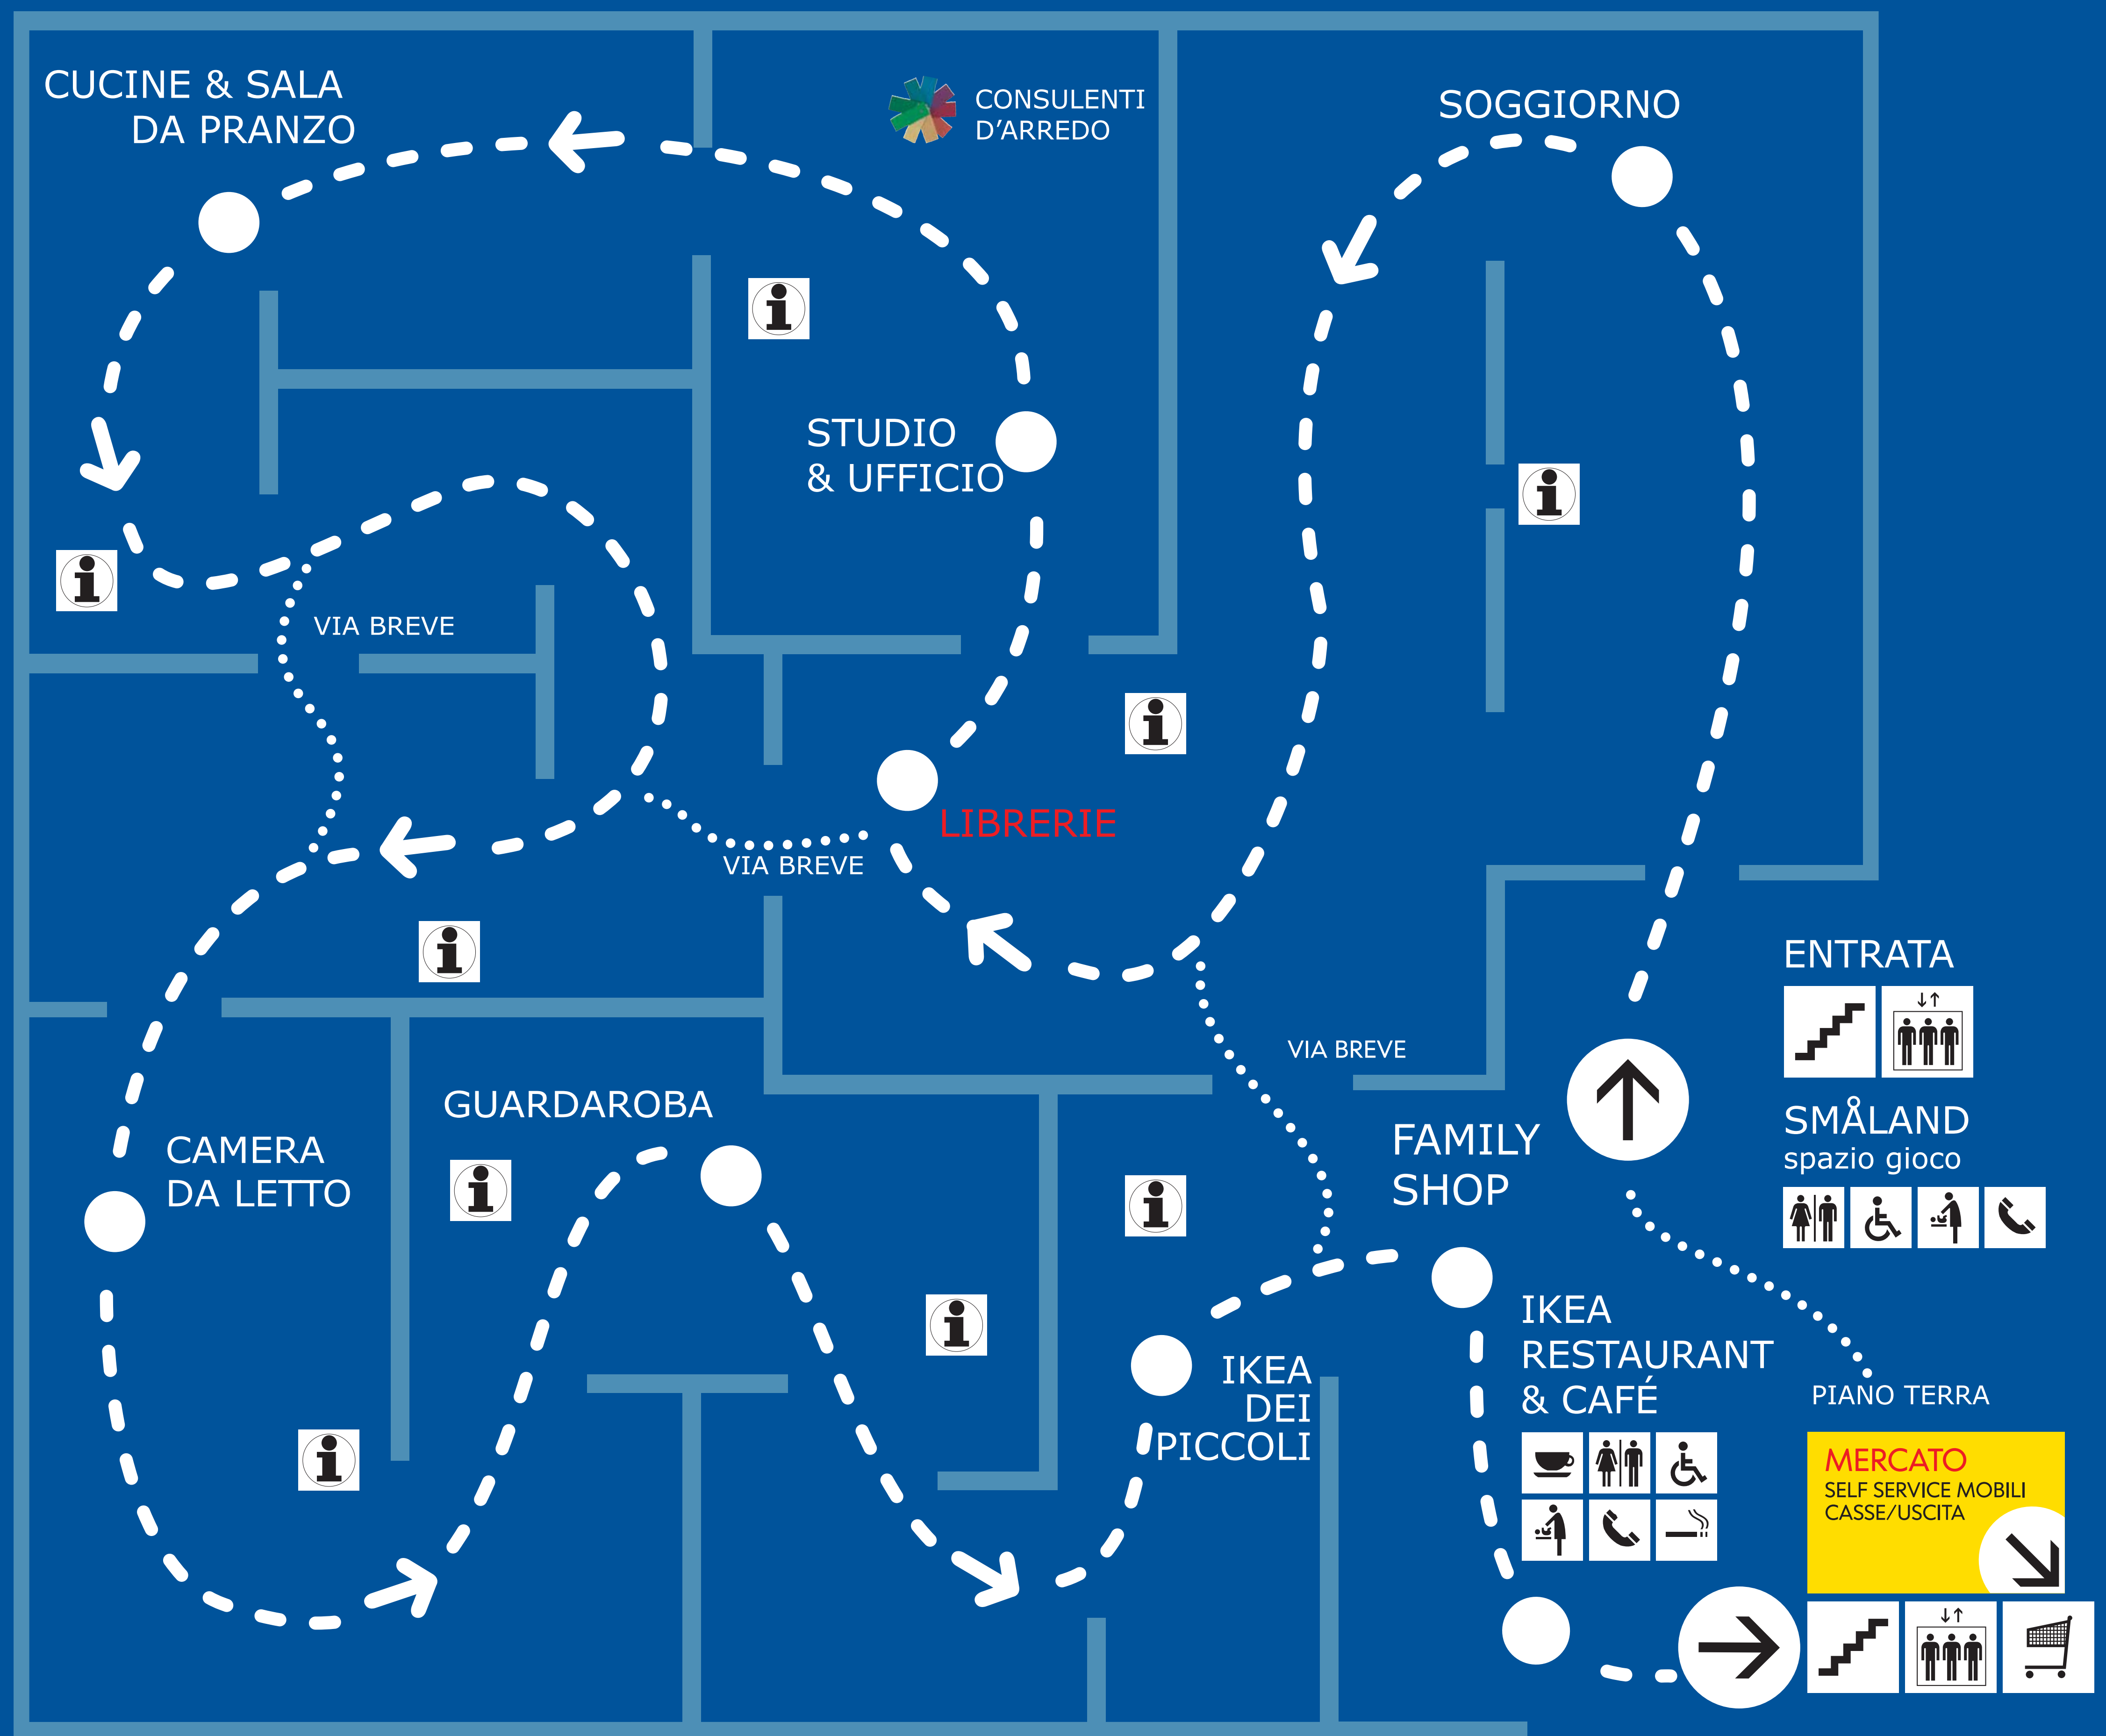 CUCINE & SALA
DA PRANZO
CONSULENTI
D'ARREDO
SOGGIORNO
STUDIO
& UFFICIO
VIA BREVE
LIBRERIE
VIA BREVE
ENTRATA
VIA BREVE
GUARDAROBA
SMÅLAND
spazio gioco
CAMERA
DA LETTO
FAMILY
SHOP
IKEA
RESTAURANT
& CAFÉ
IKEA
DEI
PICCOLI
PIANO TERRA
MERCATO
SELF SERVICE MOBILI
CASSE/USCITA